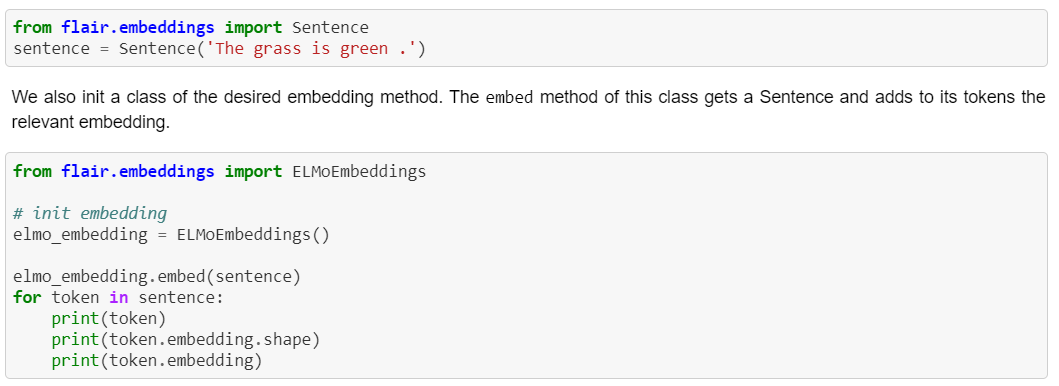 from flair.embeddings import Sentence
sentence = Sentence('The grass is green .')
We also init a class of the desired embedding method. The embed method of this class gets a Sentence and adds to its tokens the
relevant embedding.
from flair.embeddings import ELMoEmbeddings
# init embedding
elmo_embedding = ELMoEmbeddings()
elmo_embedding.embed(sentence)
for token in sentence:
    print(token)
    print(token.embedding.shape)
    print(token.embedding)